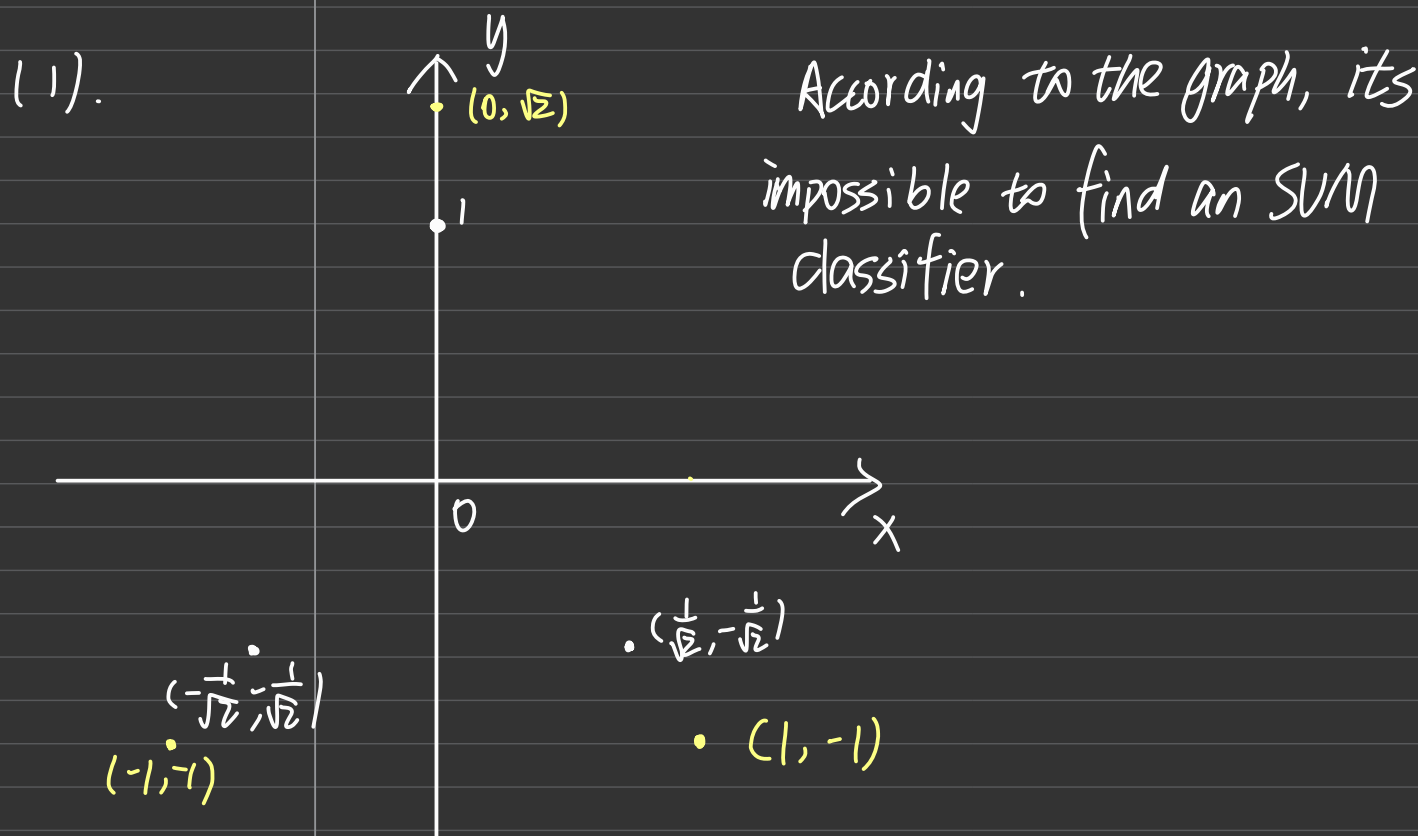 (1).
y
(0, √2)
1
According to the graph, its
impossible to find an SUM
classifier.
0
x
(1/√2, -1/√2)
(-1/√2, -1/√2)
(1, -1)
(-1, -1)